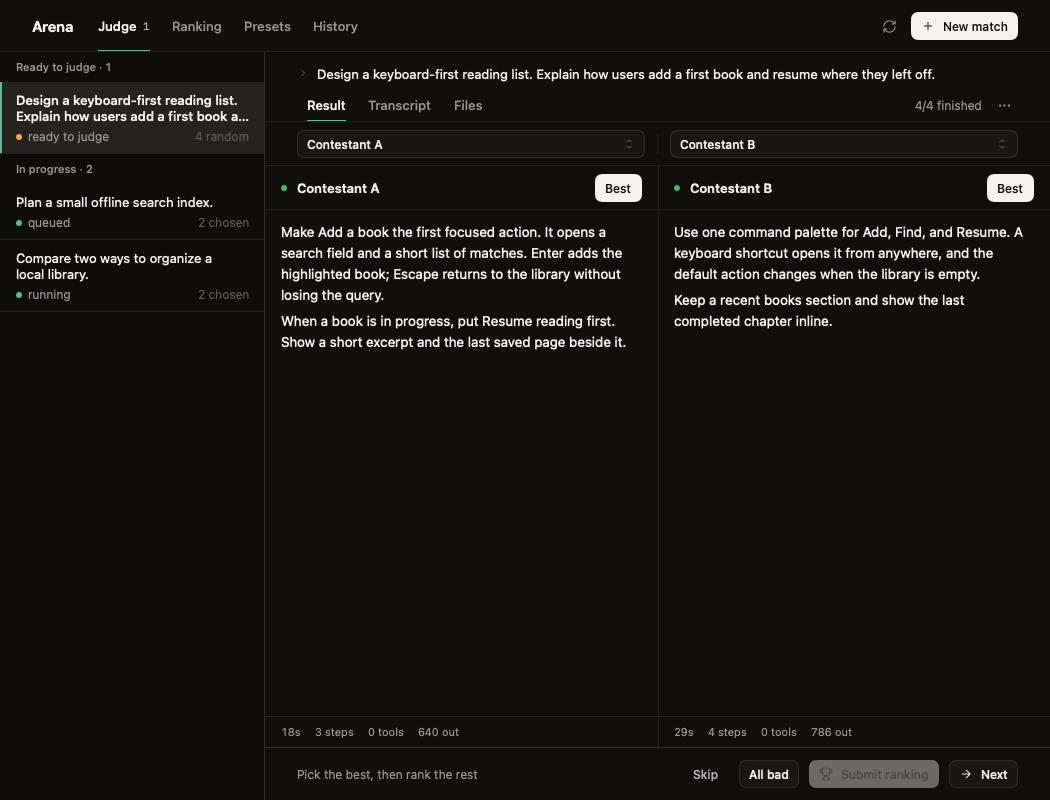 Arena
Judge 1
Ranking
Presets
History
New match
Ready to judge · 1
Design a keyboard-first reading list.
Explain how users add a first book a...
ready to judge
4 random
In progress · 2
Plan a small offline search index.
queued
2 chosen
Compare two ways to organize a
local library.
running
2 chosen
Design a keyboard-first reading list. Explain how users add a first book and resume where they left off.
Result
Transcript
Files
4/4 finished
Contestant A
Contestant B
Contestant A
Best
Make Add a book the first focused action. It opens a
search field and a short list of matches. Enter adds the
highlighted book; Escape returns to the library without
losing the query.
When a book is in progress, put Resume reading first.
Show a short excerpt and the last saved page beside it.
18s
3 steps
0 tools
640 out
Contestant B
Best
Use one command palette for Add, Find, and Resume. A
keyboard shortcut opens it from anywhere, and the
default action changes when the library is empty.
Keep a recent books section and show the last
completed chapter inline.
29s
4 steps
0 tools
786 out
Pick the best, then rank the rest
Skip
All bad
Submit ranking
Next